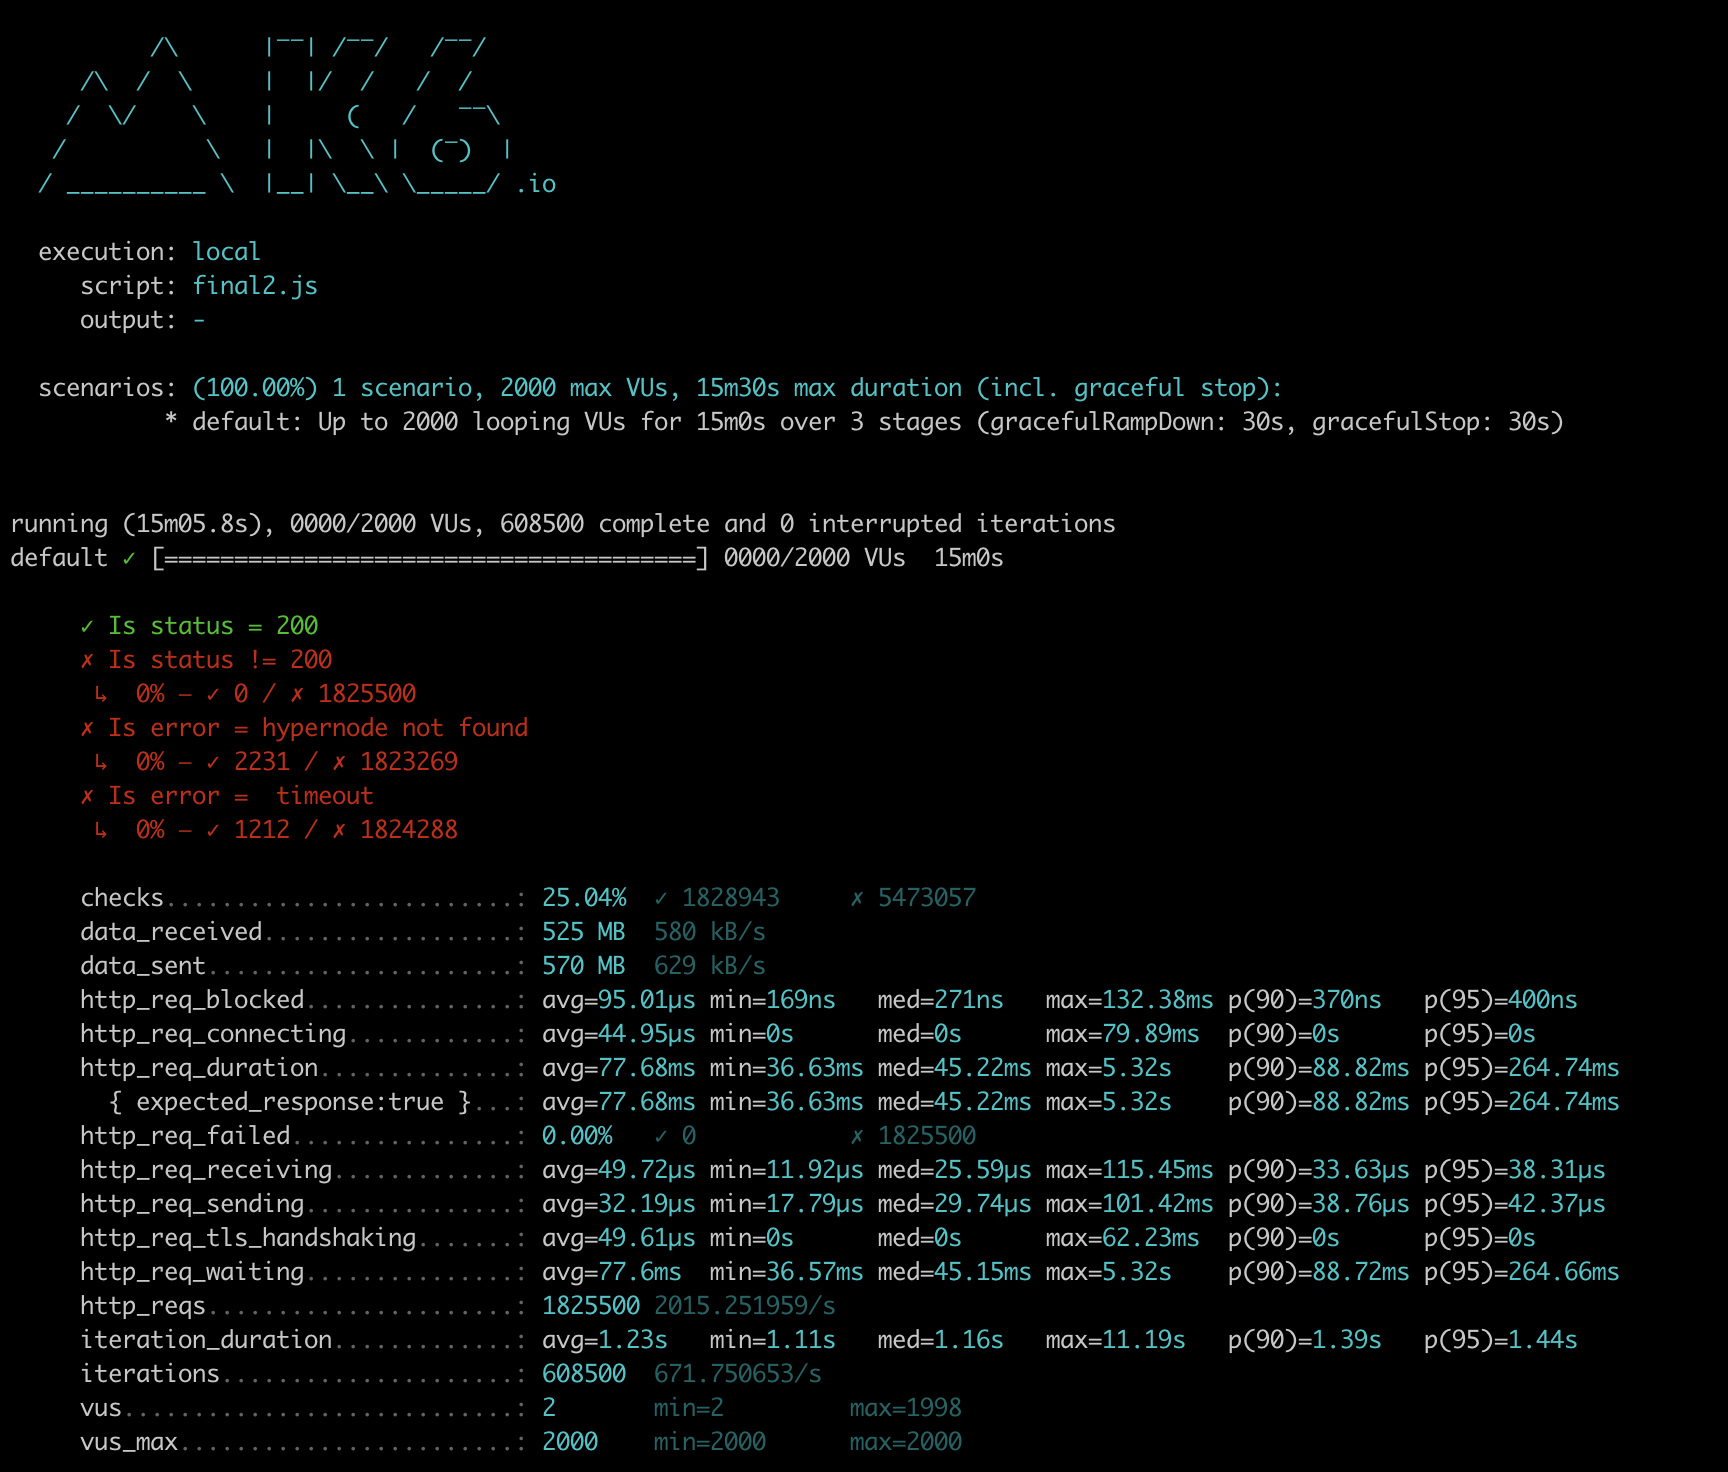 /\      |‾‾| /‾‾/   /‾‾/
     /\  /  \     |  |/  /   /  /
    /  \/    \    |     (   /   ‾‾\
   /          \   |  |\  \ |  (‾)  |
  / __________ \  |__| \__\ \_____/ .io
  execution: local
     script: final2.js
     output: -
  scenarios: (100.00%) 1 scenario, 2000 max VUs, 15m30s max duration (incl. graceful stop):
           * default: Up to 2000 looping VUs for 15m0s over 3 stages (gracefulRampDown: 30s, gracefulStop: 30s)
running (15m05.8s), 0000/2000 VUs, 608500 complete and 0 interrupted iterations
default ✓ [======================================] 0000/2000 VUs  15m0s
     ✓ Is status = 200
     ✗ Is status != 200
      ↳  0% — ✓ 0 / ✗ 1825500
     ✗ Is error = hypernode not found
      ↳  0% — ✓ 2231 / ✗ 1823269
     ✗ Is error =  timeout
      ↳  0% — ✓ 1212 / ✗ 1824288
     checks.........................: 25.04%  ✓ 1828943     ✗ 5473057
     data_received..................: 525 MB  580 kB/s
     data_sent......................: 570 MB  629 kB/s
     http_req_blocked...............: avg=95.01µs min=169ns   med=271ns   max=132.38ms p(90)=370ns   p(95)=400ns
     http_req_connecting............: avg=44.95µs min=0s      med=0s      max=79.89ms  p(90)=0s      p(95)=0s
     http_req_duration..............: avg=77.68ms min=36.63ms med=45.22ms max=5.32s    p(90)=88.82ms p(95)=264.74ms
       { expected_response:true }...: avg=77.68ms min=36.63ms med=45.22ms max=5.32s    p(90)=88.82ms p(95)=264.74ms
     http_req_failed................: 0.00%   ✓ 0           ✗ 1825500
     http_req_receiving.............: avg=49.72µs min=11.92µs med=25.59µs max=115.45ms p(90)=33.63µs p(95)=38.31µs
     http_req_sending...............: avg=32.19µs min=17.79µs med=29.74µs max=101.42ms p(90)=38.76µs p(95)=42.37µs
     http_req_tls_handshaking.......: avg=49.61µs min=0s      med=0s      max=62.23ms  p(90)=0s      p(95)=0s
     http_req_waiting...............: avg=77.6ms  min=36.57ms med=45.15ms max=5.32s    p(90)=88.72ms p(95)=264.66ms
     http_reqs......................: 1825500 2015.251959/s
     iteration_duration.............: avg=1.23s   min=1.11s   med=1.16s   max=11.19s   p(90)=1.39s   p(95)=1.44s
     iterations.....................: 608500  671.750653/s
     vus............................: 2       min=2         max=1998
     vus_max........................: 2000    min=2000      max=2000